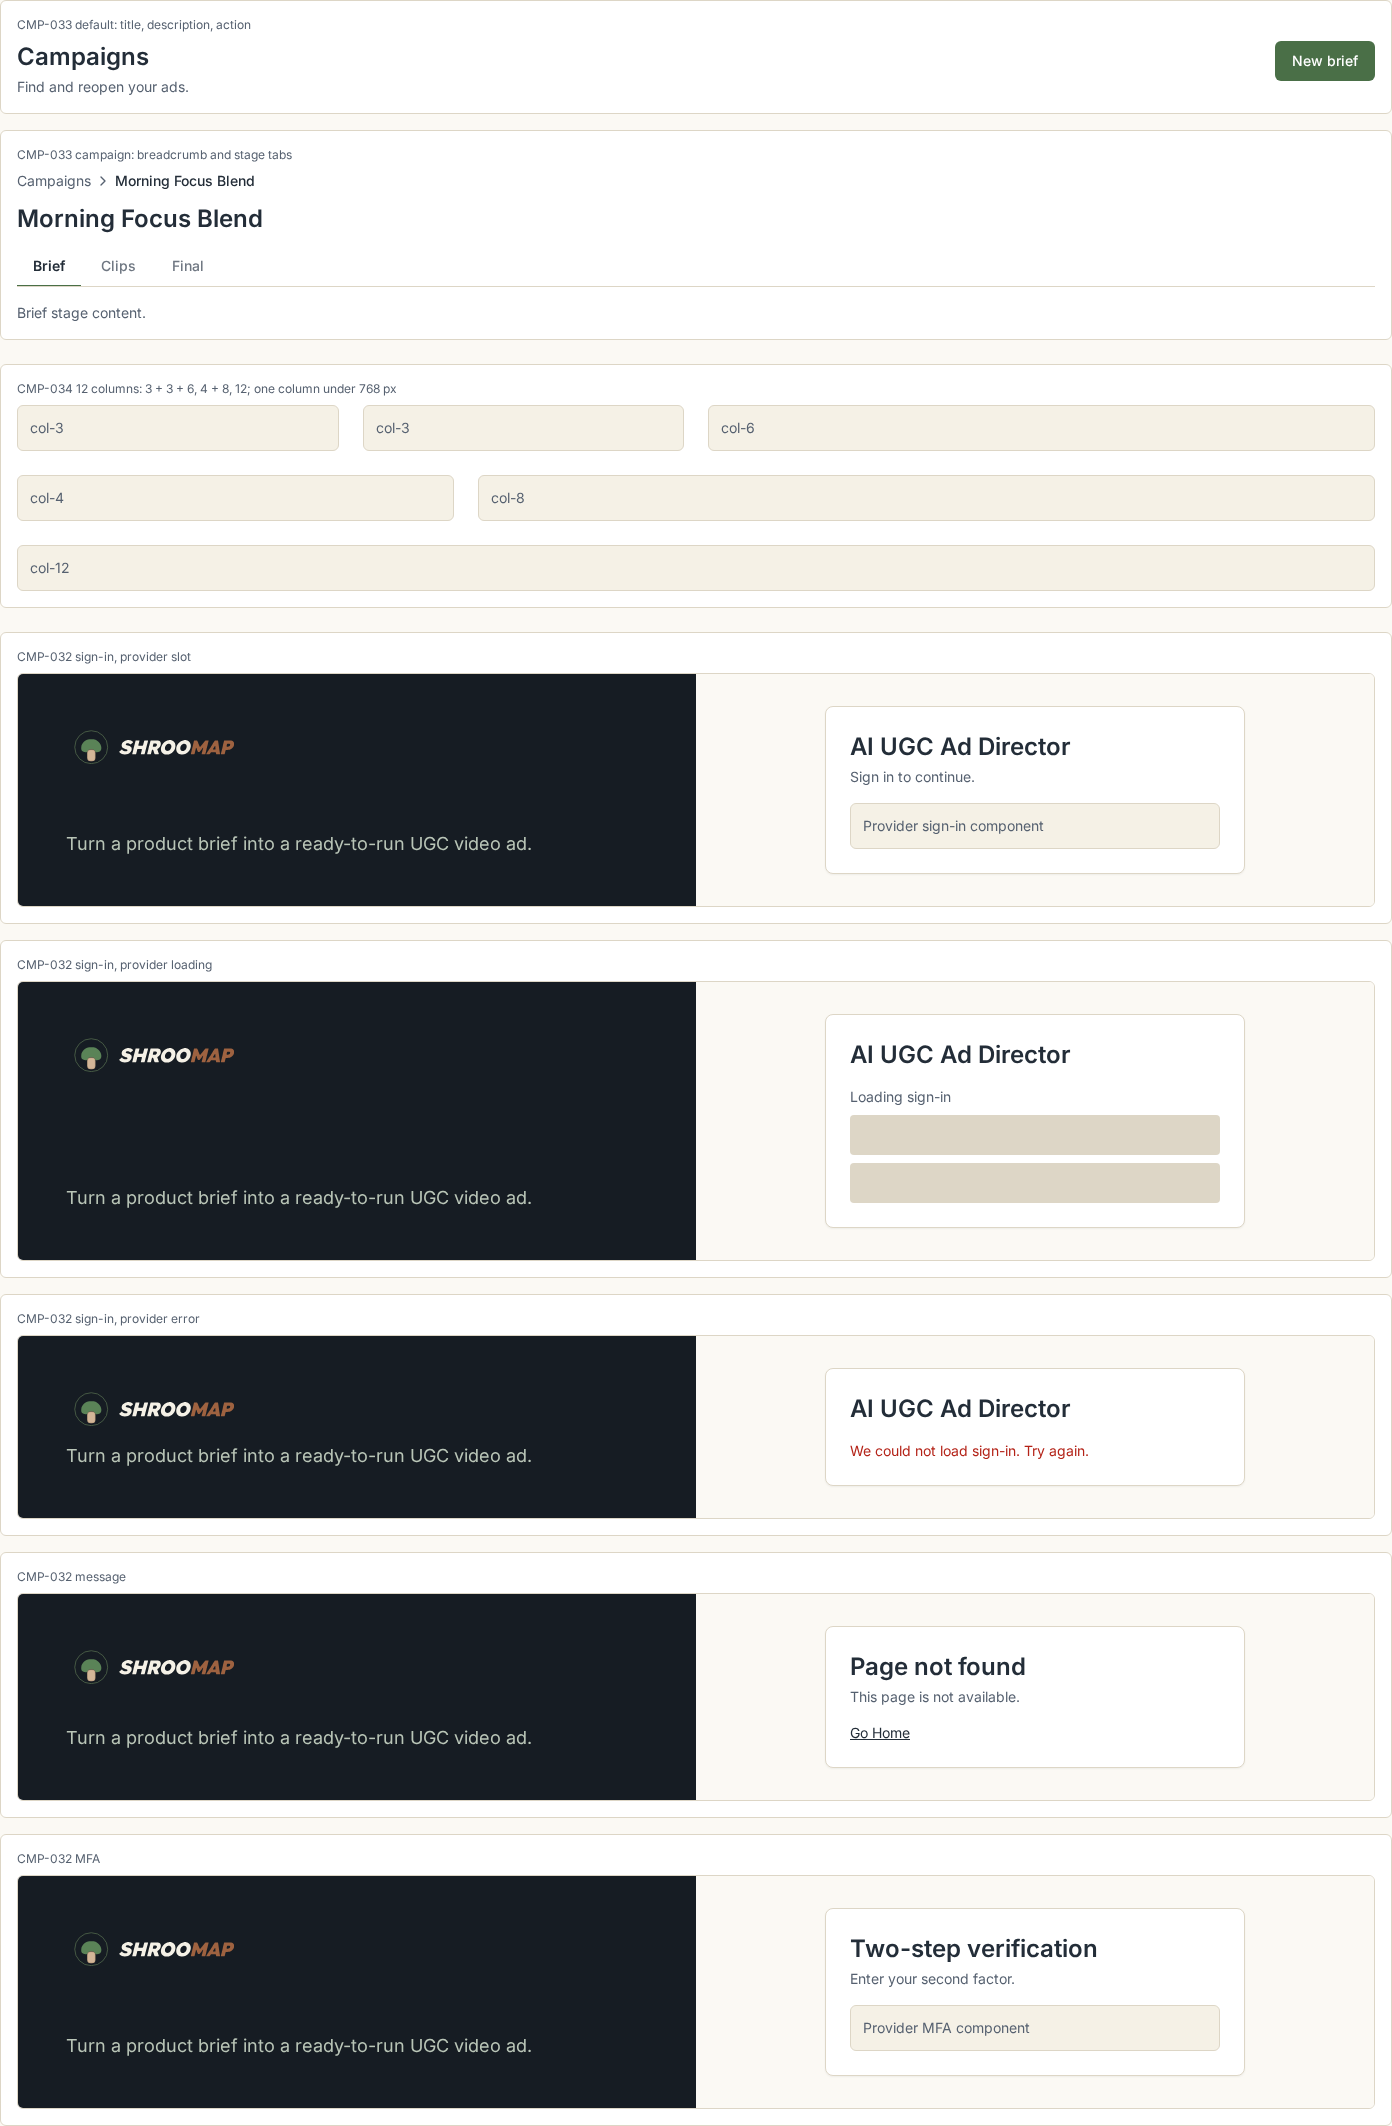 CMP-033 default: title, description, action
Campaigns
New brief
Find and reopen your ads.
CMP-033 campaign: breadcrumb and stage tabs
Campaigns > Morning Focus Blend
Morning Focus Blend
Brief Clips Final
Brief stage content.
CMP-034 12 columns: 3 + 3 + 6, 4 + 8, 12; one column under 768 px
col-3 col-3 col-6
col-4 col-8
col-12
CMP-032 sign-in, provider slot
SHROOMAP
Turn a product brief into a ready-to-run UGC video ad.
AI UGC Ad Director
Sign in to continue.
Provider sign-in component
CMP-032 sign-in, provider loading
SHROOMAP
Turn a product brief into a ready-to-run UGC video ad.
AI UGC Ad Director
Loading sign-in
CMP-032 sign-in, provider error
SHROOMAP
Turn a product brief into a ready-to-run UGC video ad.
AI UGC Ad Director
We could not load sign-in. Try again.
CMP-032 message
SHROOMAP
Turn a product brief into a ready-to-run UGC video ad.
Page not found
This page is not available.
Go Home
CMP-032 MFA
SHROOMAP
Turn a product brief into a ready-to-run UGC video ad.
Two-step verification
Enter your second factor.
Provider MFA component